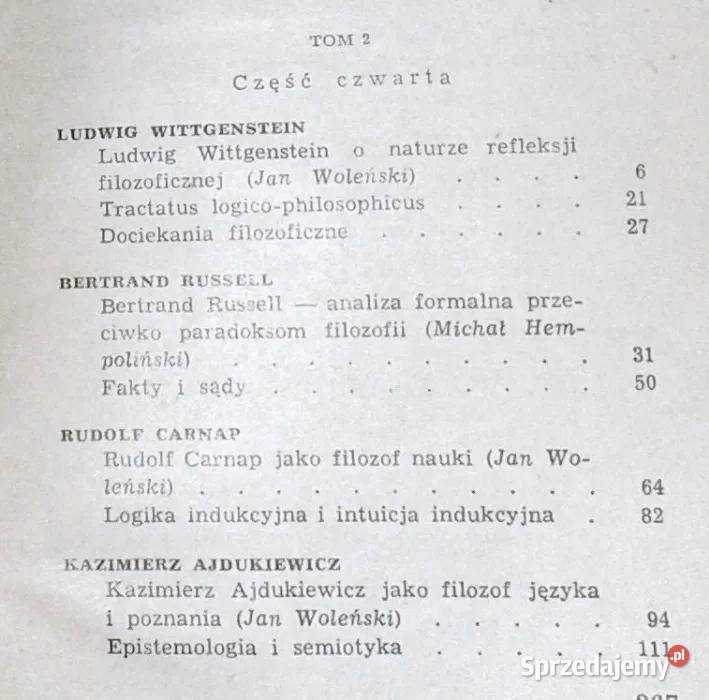 TOM 2
Część czwarta
LUDWIG WITTGENSTEIN
Ludwig Wittgenstein o naturze refleksji
filozoficznej (Jan Woleński) . . . . 6
Tractatus logico-philosophicus . . . . 21
Dociekania filozoficzne . . . . . . 27
BERTRAND RUSSELL
Bertrand Russell — analiza formalna prze-
ciwko paradoksom filozofii (Michał Hem-
poliński) . . . . . . . . . . 31
Fakty i sądy . . . . . . . . . 50
RUDOLF CARNAP
Rudolf Carnap jako filozof nauki (Jan Wo-
leński) . . . . . . . . . . . 64
Logika indukcyjna i intuicja indukcyjna . 82
KAZIMIERZ AJDUKIEWICZ
Kazimierz Ajdukiewicz jako filozof języka
i poznania (Jan Woleński) . . . . . 94
Epistemologia i semiotyka . . . . . 111
Sprzedajemy.pl